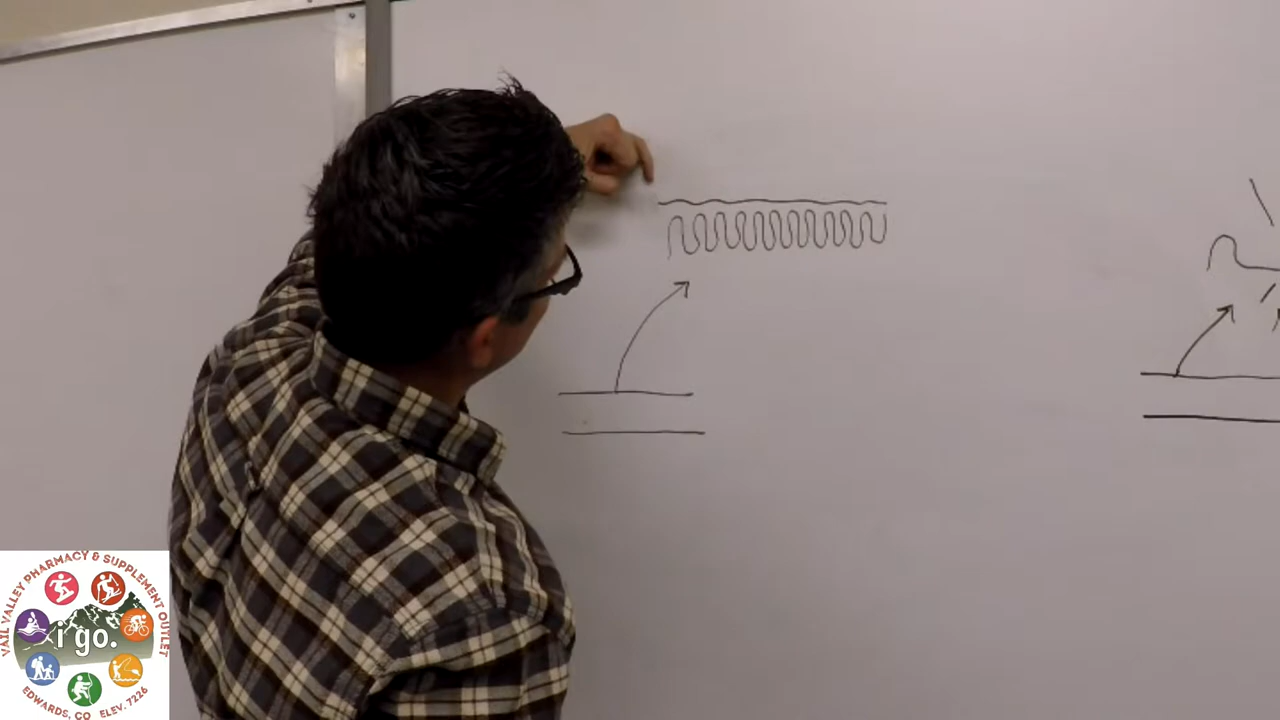 VAIL VALLEY PHARMACY & SUPPLEMENT OUTLET
i go.
EDWARDS, CO ELEV. 7226